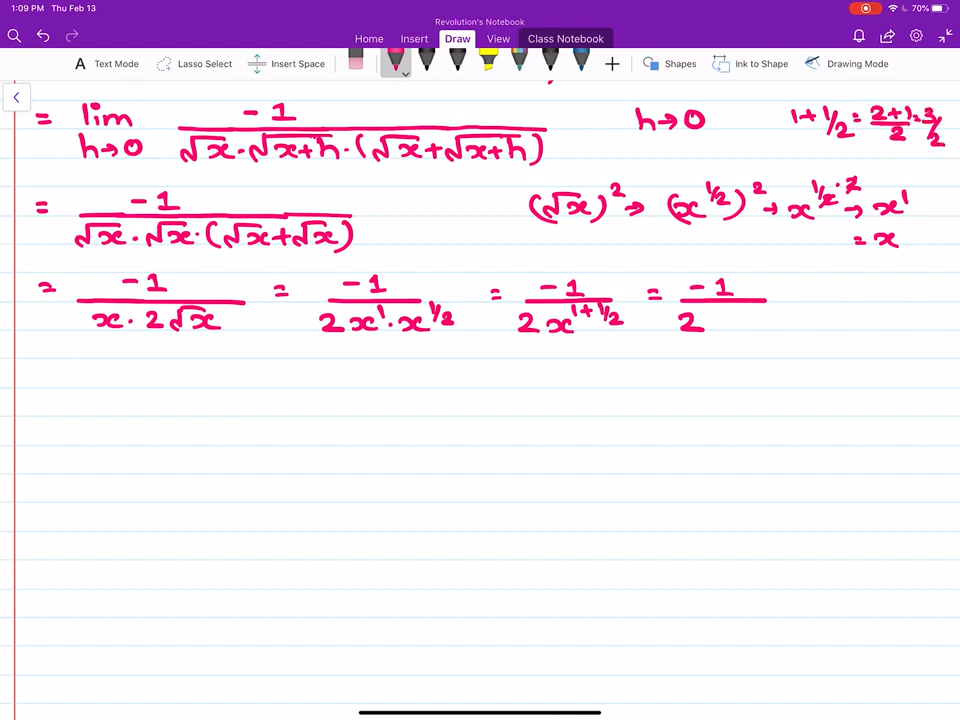 1:09 PM Thu Feb 13 70%
Revolution's Notebook
Home Insert Draw View Class Notebook
A Text Mode Lasso Select Insert Space Shapes Ink to Shape Drawing Mode
= lim h→0 -1 / √x·√x+h·(√x+√x+h) h→0 1+1/2 = 2+1/2 = 3/2
= -1 / √x·√x·(√x+√x) (√x)² → (x^1/2)² → x^1/2·2 → x^1
= x
= -1 / x·2√x = -1 / 2x^1·x^1/2 = -1 / 2x^1+1/2 = -1 / 2